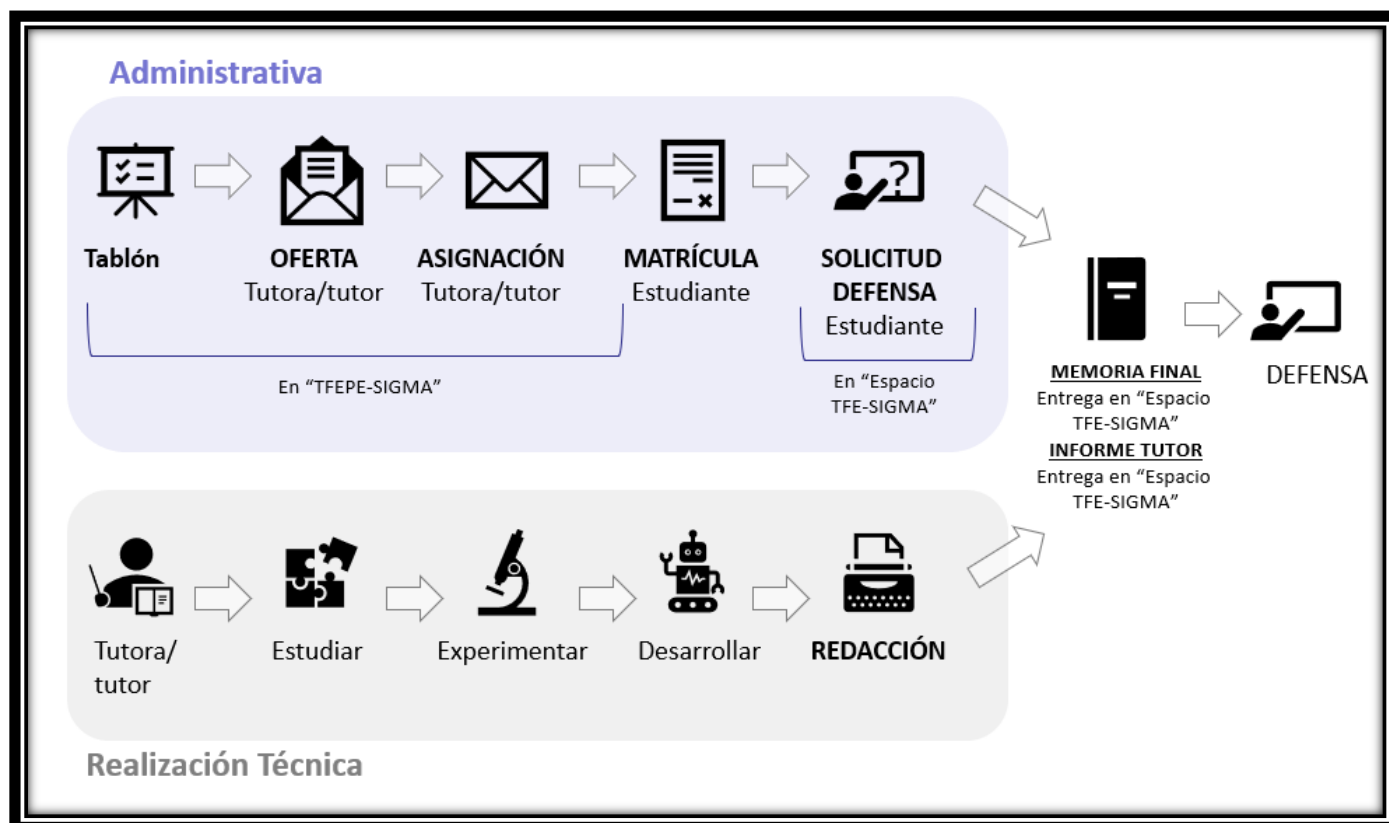 Administrativa
Tablón
OFERTA
Tutora/tutor
ASIGNACIÓN
Tutora/tutor
MATRÍCULA
Estudiante
SOLICITUD
DEFENSA
Estudiante
En “TFEPE-SIGMA”
En “Espacio
TFE-SIGMA”
MEMORIA FINAL
Entrega en “Espacio
TFE-SIGMA”
INFORME TUTOR
Entrega en “Espacio
TFE-SIGMA”
DEFENSA
Tutora/
tutor
Estudiar
Experimentar
Desarrollar
REDACCIÓN
Realización Técnica